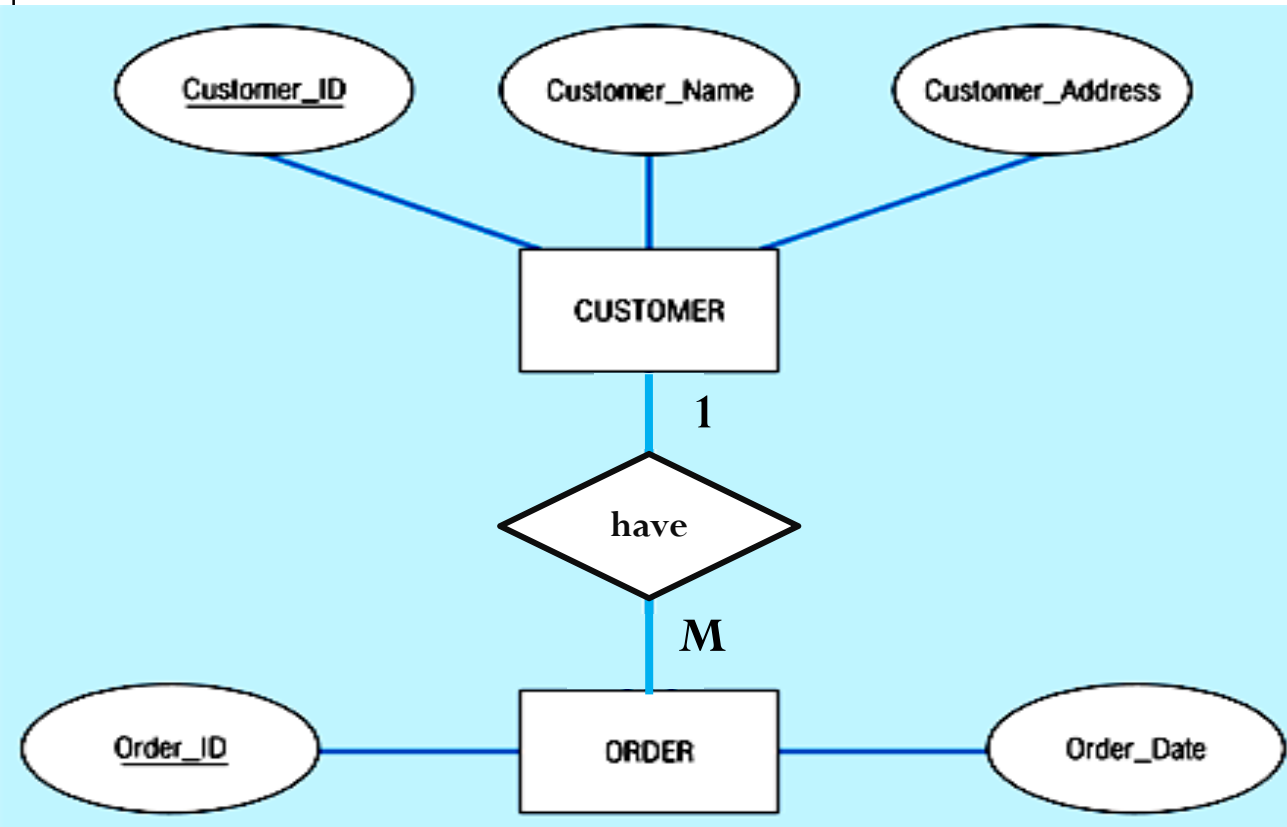 Customer_ID
Customer_Name
Customer_Address
CUSTOMER
1
have
M
Order_ID
ORDER
Order_Date